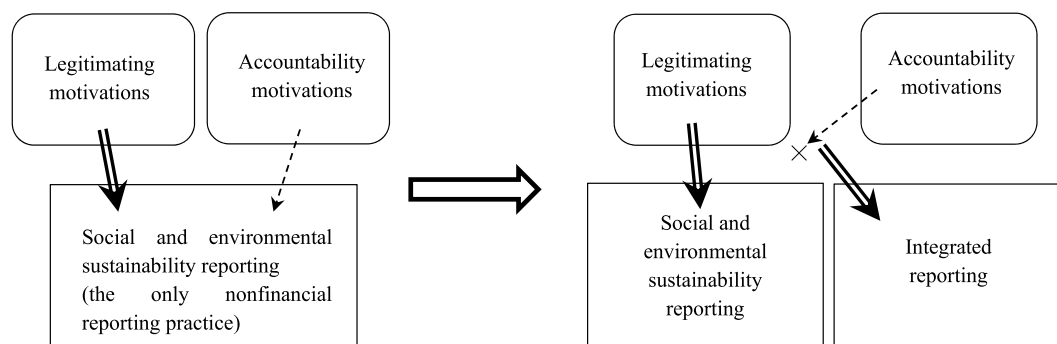 Legitimating
motivations
Accountability
motivations
Social and environmental
sustainability reporting
(the only nonfinancial
reporting practice)
Legitimating
motivations
Accountability
motivations
Social and
environmental
sustainability
reporting
Integrated
reporting